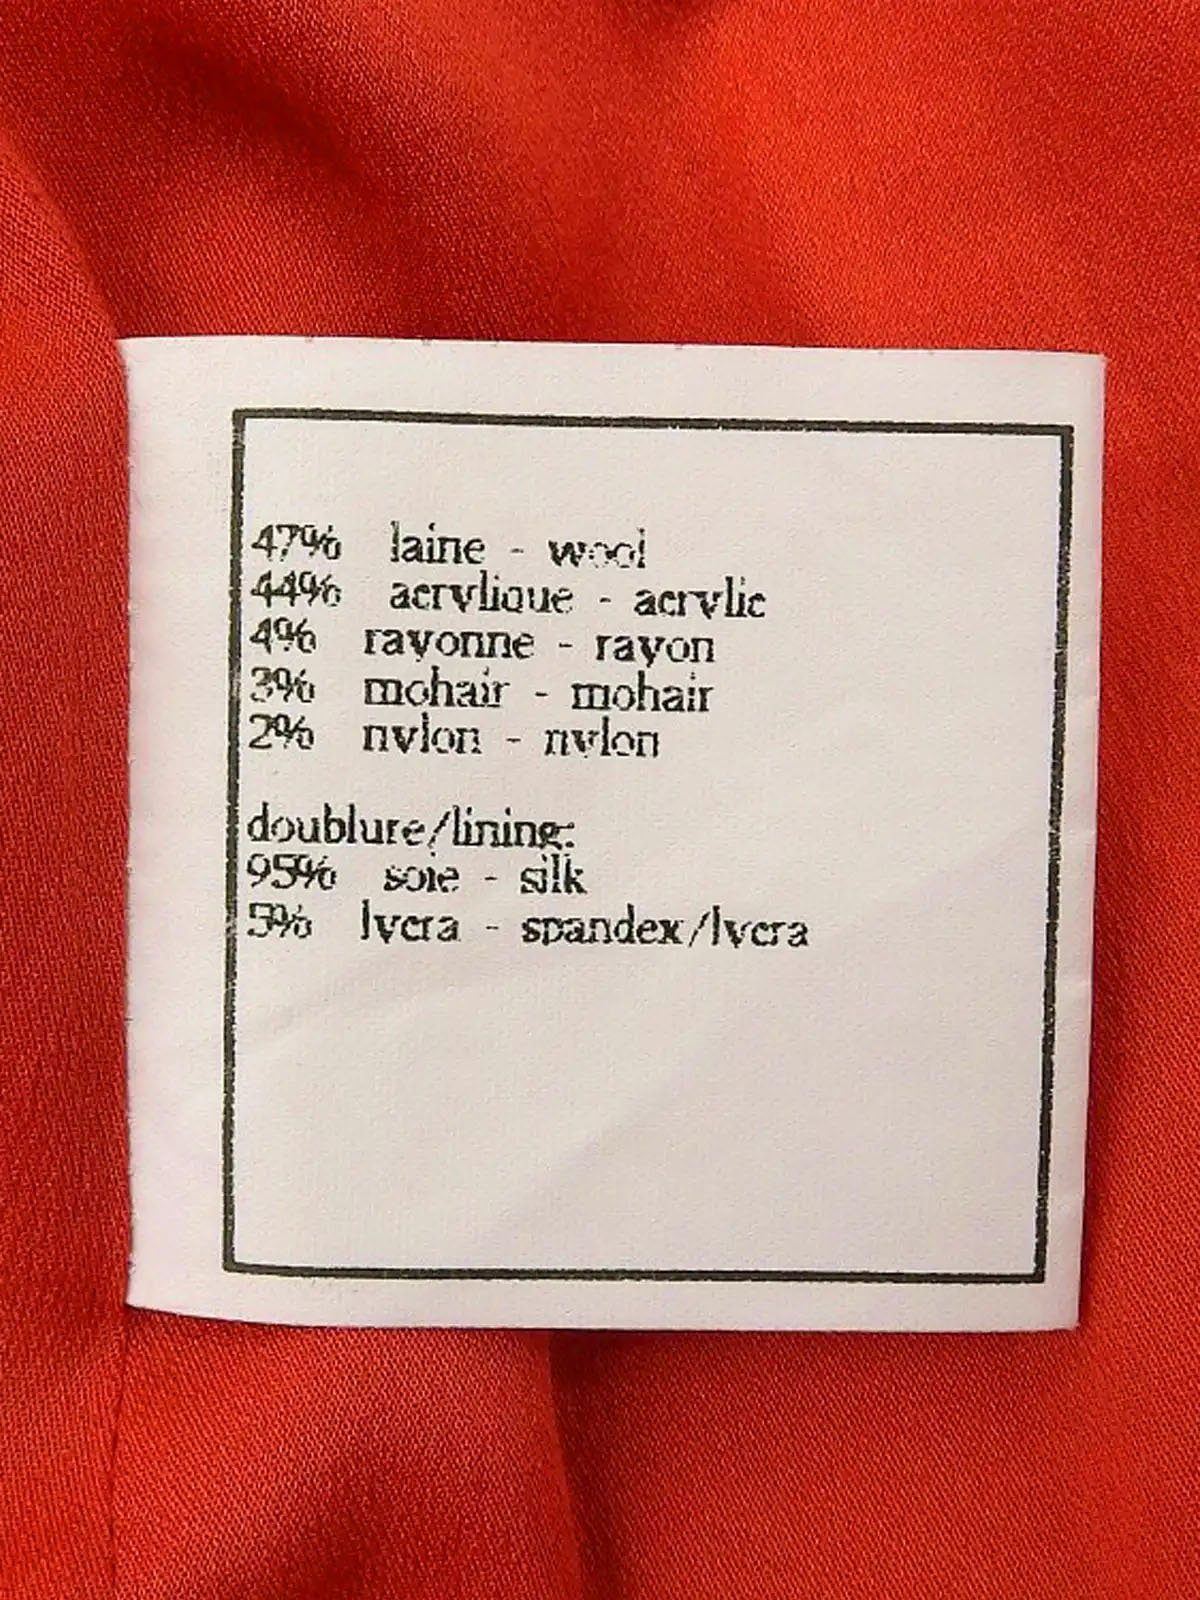 47% laine - wool
44% acrylique - acrylic
4% rayonne - rayon
3% mohair - mohair
2% nylon - nylon
doublure/lining:
95% soie - silk
5% lycra - spandex/lycra